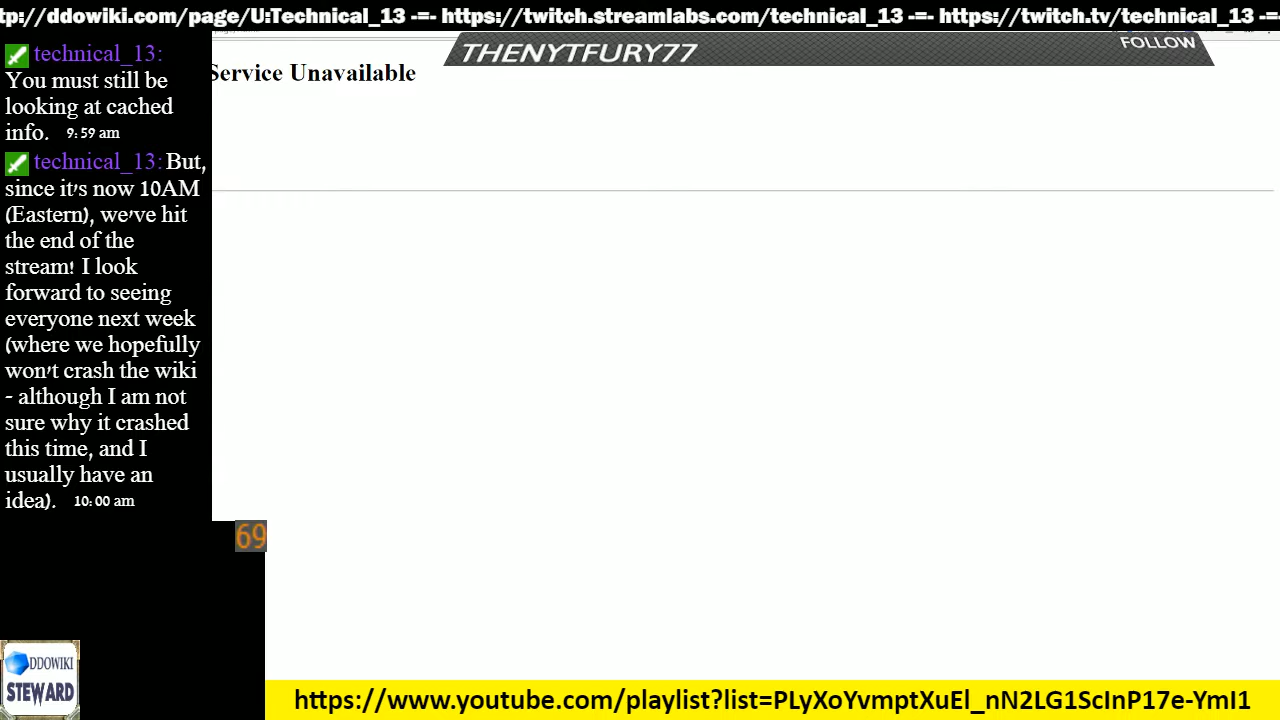 tp://ddowiki.com/page/U:Technical_13 -=- https://twitch.streamlabs.com/technical_13 -=- https://twitch.tv/technical_13 -=
technical_13:
You must still be
looking at cached
info. 9:59 am
technical_13: But,
since it's now 10AM
(Eastern), we've hit
the end of the
stream! I look
forward to seeing
everyone next week
(where we hopefully
won't crash the wiki
- although I am not
sure why it crashed
this time, and I
usually have an
idea). 10:00 am
THENYTFURY77
FOLLOW
Service Unavailable
69
DDOWIKI
STEWARD
https://www.youtube.com/playlist?list=PLyXoYvmptXuEl_nN2LG1ScInP17e-YmI1